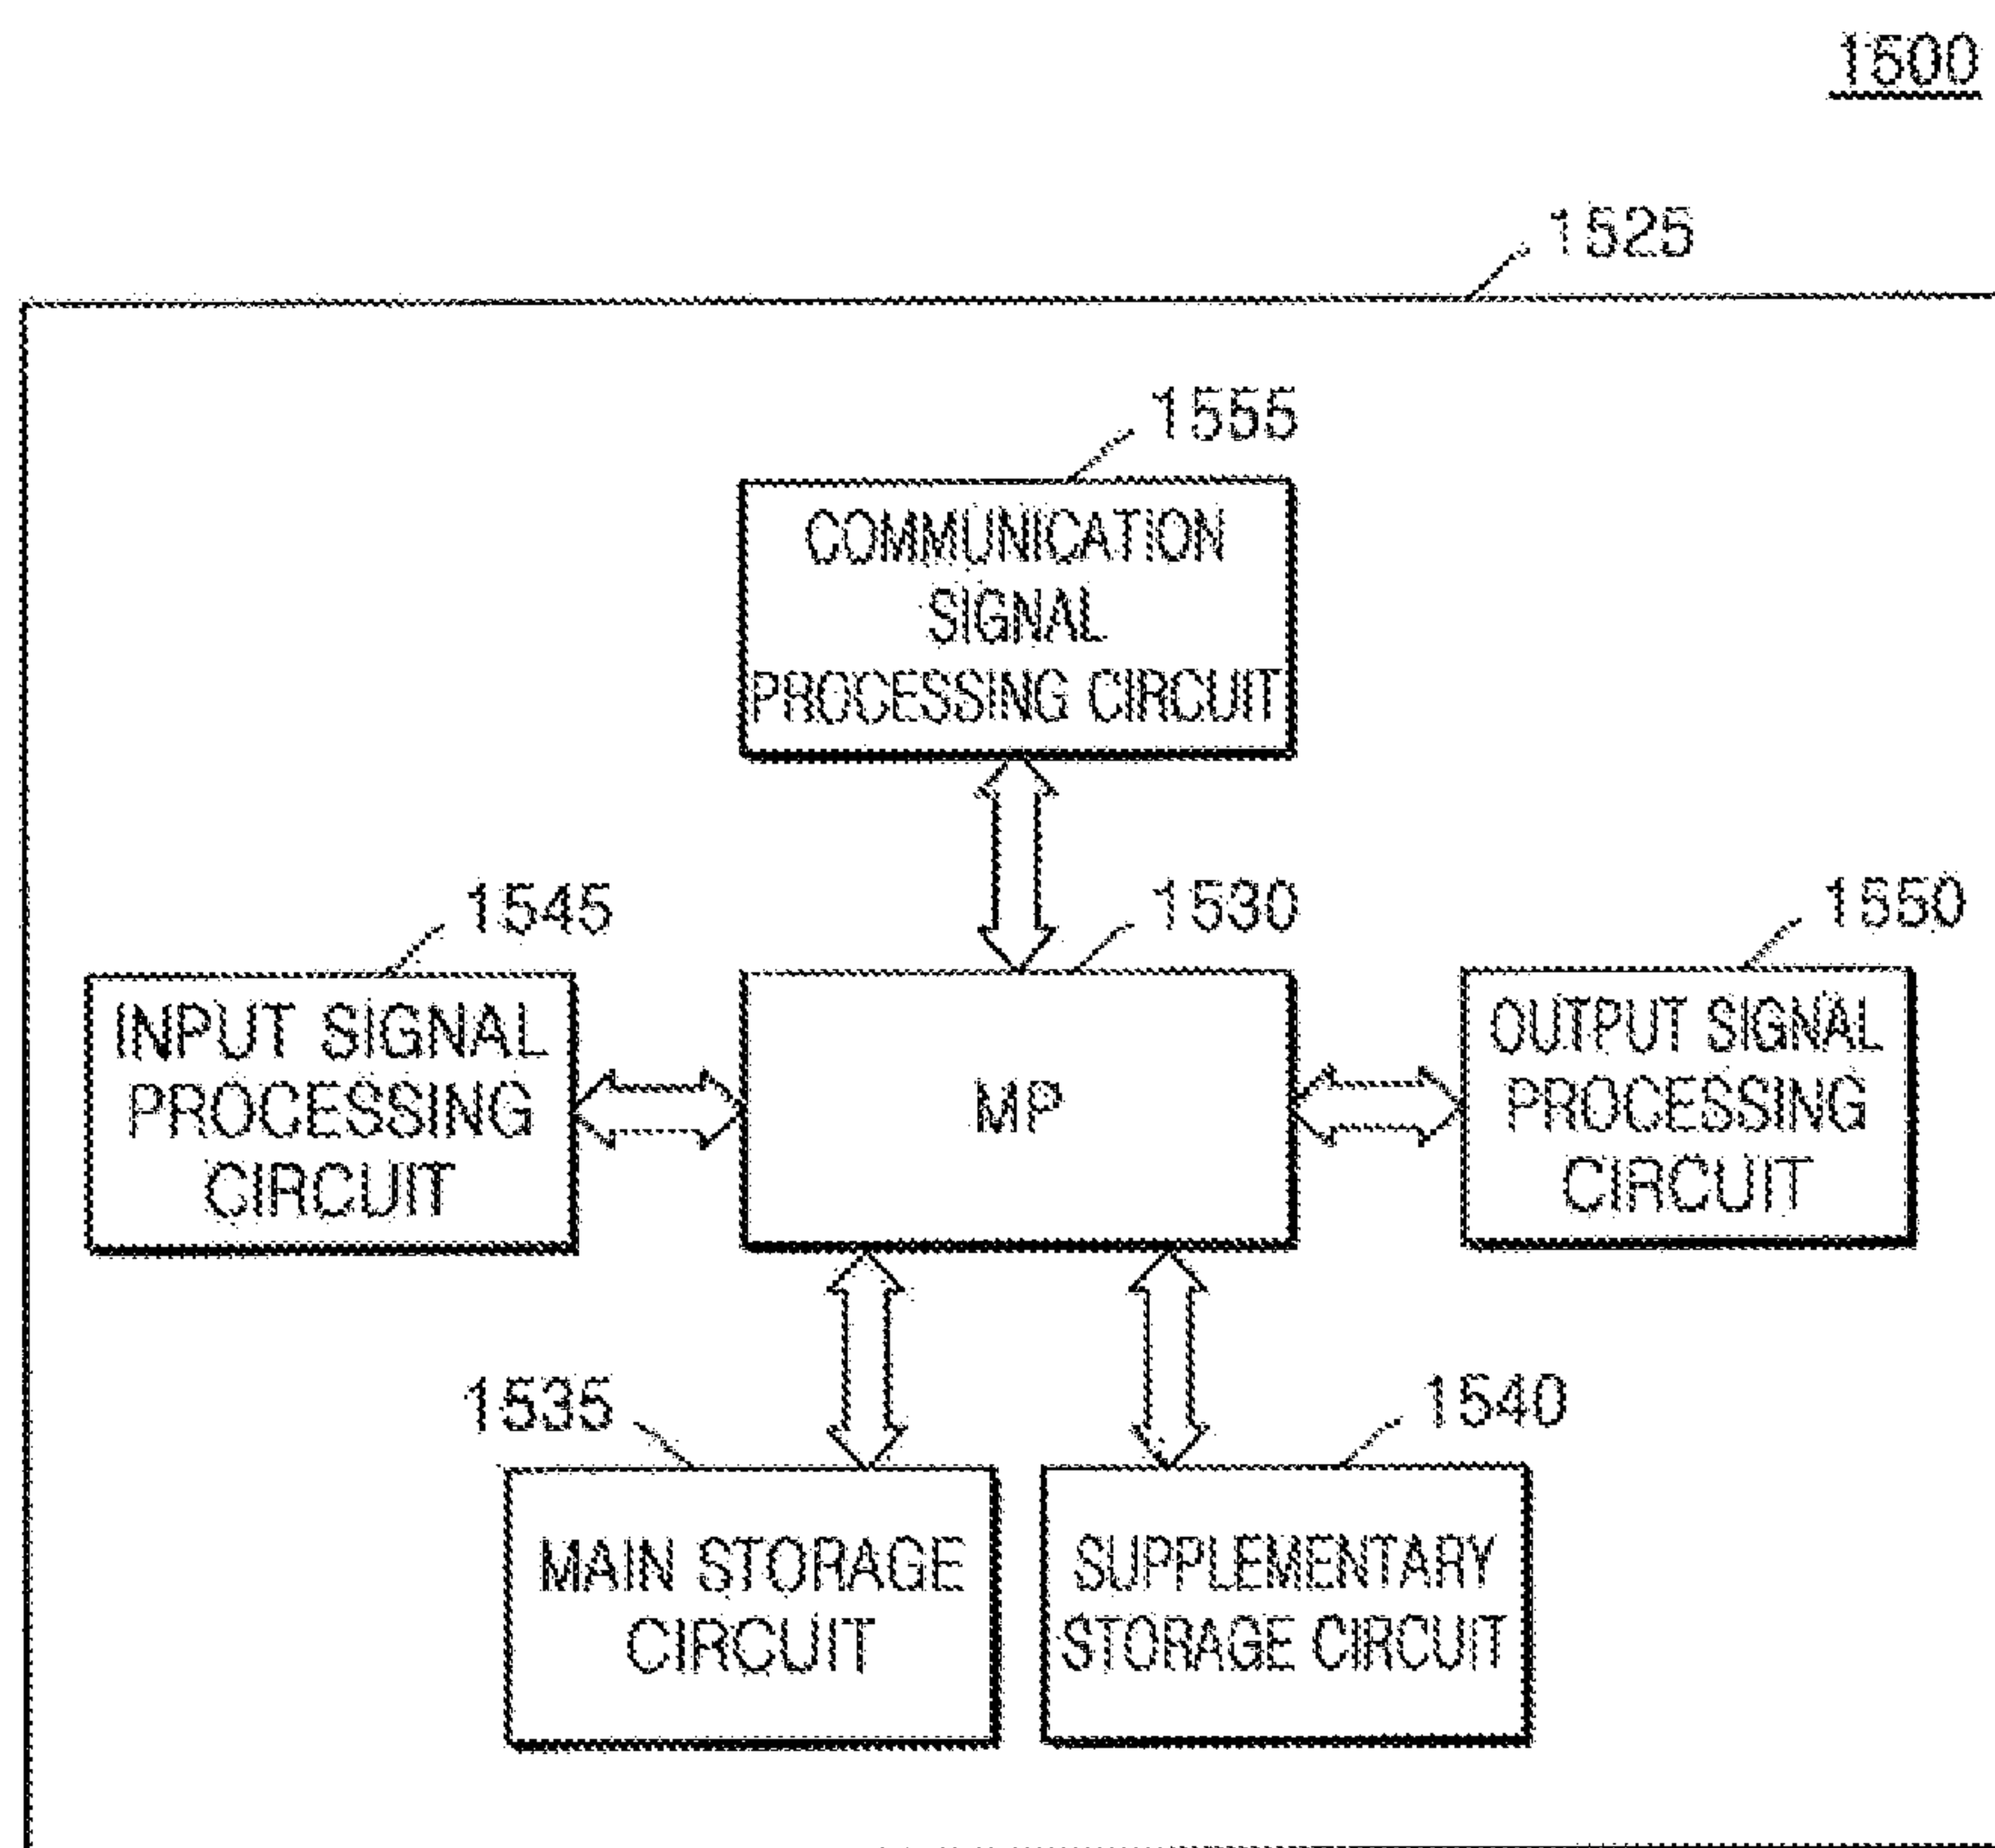 1500
1525
1555
COMMUNICATION
SIGNAL
PROCESSING CIRCUIT
1545
1530
1550
INPUT SIGNAL
PROCESSING
CIRCUIT
MP
OUTPUT SIGNAL
PROCESSING
CIRCUIT
1535
1540
MAIN STORAGE
CIRCUIT
SUPPLEMENTARY
STORAGE CIRCUIT